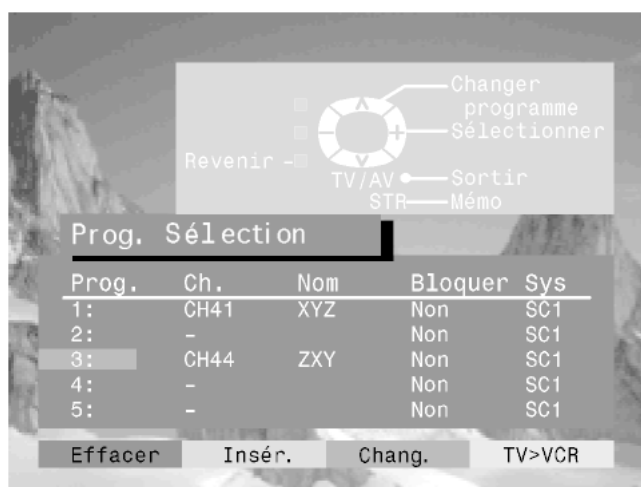 Changer
programme
Sélectionner
Revenir
TV/AV
Sortir
STR
Mémo
Prog. Sélection
Prog. Ch. Nom Bloquer Sys
1: CH41 XYZ Non SC1
2: - Non SC1
3: CH44 ZXY Non SC1
4: - Non SC1
5: - Non SC1
Effacer Insér. Chang. TV>VCR